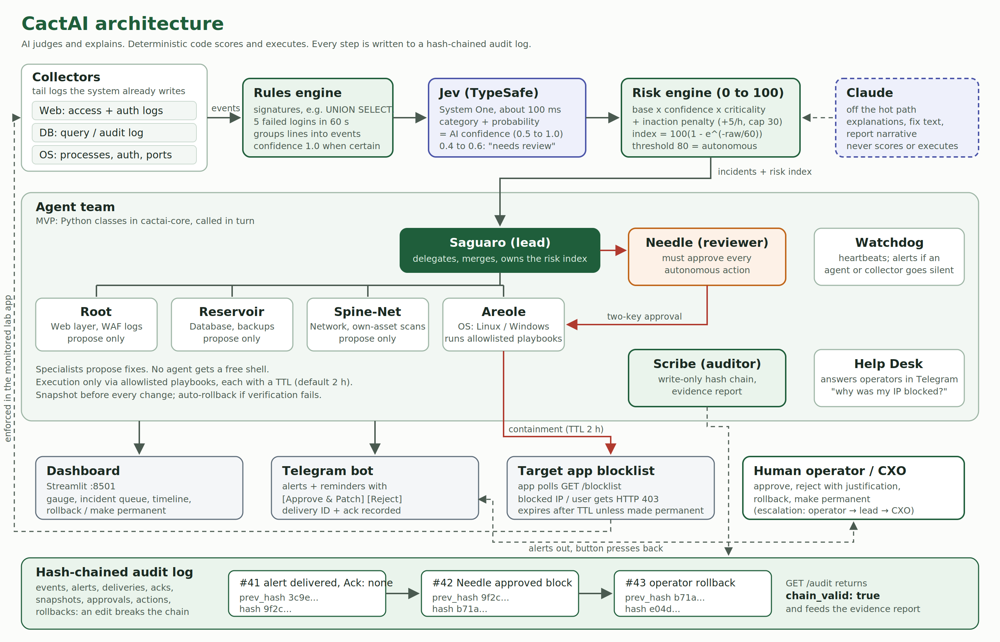 CactAI architecture
AI judges and explains. Deterministic code scores and executes. Every step is written to a hash-chained audit log.
Collectors
tail logs the system already writes
Web: access + auth logs
DB: query / audit log
OS: processes, auth, ports
events
Rules engine
signatures, e.g. UNION SELECT.
5 failed logins in 60 s
groups lines into events
confidence 1.0 when certain
Jev (TypeSafe)
System One, about 100 ms
category + probability
= AI confidence (0.5 to 1.0)
0.4 to 0.6: "needs review"
Risk engine (0 to 100)
base x confidence x criticality
+ inaction penalty (+5/h, cap 30)
index = 100(1 - e^(-raw/60))
threshold 80 = autonomous
Claude
off the hot path
explanations, fix text,
report narrative
never scores or executes
incidents + risk index
Agent team
MVP: Python classes in cactai-core, called in turn
Saguaro (lead)
delegates, merges, owns the risk index
Needle (reviewer)
must approve every
autonomous action
Watchdog
heartbeats; alerts if an
agent or collector goes silent
Root
Web layer, WAF logs
propose only
Reservoir
Database, backups
propose only
Spine-Net
Network, own-asset scans
propose only
Areole
OS: Linux / Windows
runs allowlisted playbooks
two-key approval
Specialists propose fixes. No agent gets a free shell.
Execution only via allowlisted playbooks, each with a TTL (default 2 h).
Snapshot before every change; auto-rollback if verification fails.
Scribe (auditor)
write-only hash chain,
evidence report
Help Desk
answers operators in Telegram
"why was my IP blocked?"
enforced in the monitored lab app
containment (TTL 2 h)
Dashboard
Streamlit :8501
gauge, incident queue, timeline,
rollback / make permanent
Telegram bot
alerts + reminders with
[Approve & Patch] [Reject]
delivery ID + ack recorded
Target app blocklist
app polls GET /blocklist
blocked IP / user gets HTTP 403
expires after TTL unless made permanent
Human operator / CXO
approve, reject with justification,
rollback, make permanent
(escalation: operator → lead → CXO)
alerts out, button presses back
Hash-chained audit log
events, alerts, deliveries, acks,
snapshots, approvals, actions,
rollbacks: an edit breaks the chain
#41 alert delivered, Ack: none
prev_hash 3c9e...
hash 9f2c...
#42 Needle approved block
prev_hash 9f2c...
hash b71a...
#43 operator rollback
prev_hash b71a...
hash e04d...
GET /audit returns
chain_valid: true
and feeds the evidence report